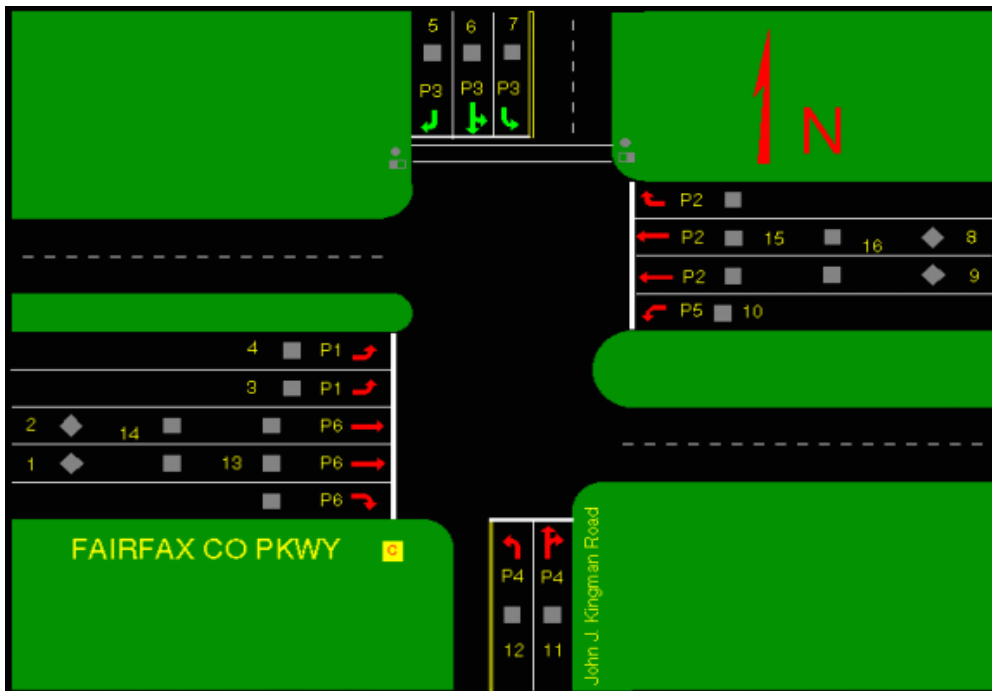 5 6 7
P3 P3 P3
N
P2
P2 15 16 8
P2 9
P5 10
4 P1
3 P1
2 14 P6
1 13 P6
P6
FAIRFAX CO PKWY C
P4 P4
12 11
John J. Kingman Road